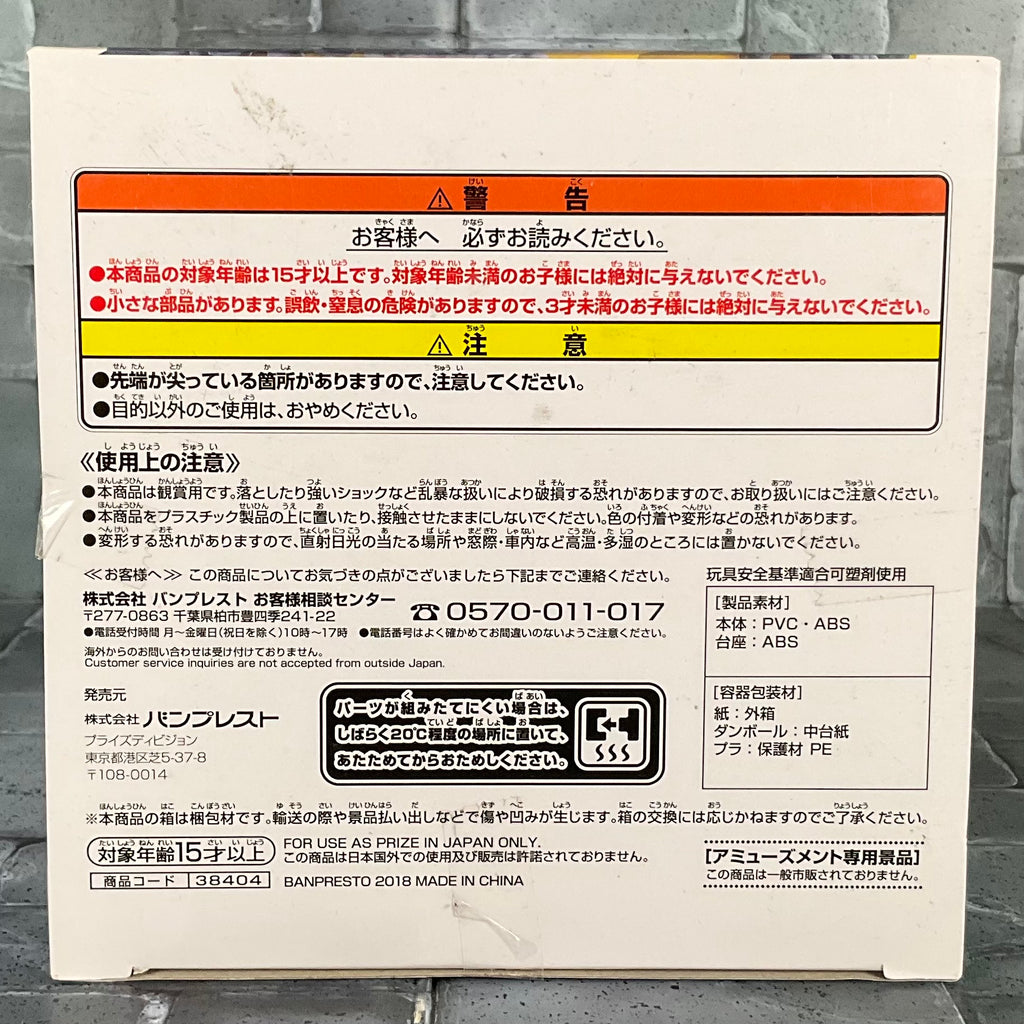 ⚠警告
お客様へ 必ずお読みください。
●本商品の対象年齢は15才以上です。対象年齢未満のお子様には絶対に与えないでください。
●小さな部品があります。誤飲・窒息の危険がありますので、3才未満のお子様には絶対に与えないでください。
⚠注意
●先端が尖っている箇所がありますので、注意してください。
●目的以外のご使用は、おやめください。
《使用上の注意》
●本商品は観賞用です。落としたり強いショックなど乱暴な扱いにより破損する恐れがありますので、お取り扱いにはご注意ください。
●本商品をプラスチック製品の上に置いたり、接触させたままにしないでください。色の付着や変形などの恐れがあります。
●変形する恐れがありますので、直射日光の当たる場所や窓際・車内など高温・多湿のところには置かないでください。
≪お客様へ≫ この商品についてお気づきの点がございましたら下記までご連絡ください。
株式会社 バンプレスト お客様相談センター
〒277-0863 千葉県柏市豊四季241-22
☎0570-011-017
●電話受付時間 月〜金曜日(祝日を除く)10時〜17時 ●電話番号はよく確かめてお間違いのないようご注意ください。
海外からのお問い合わせは受け付けておりません。
Customer service inquiries are not accepted from outside Japan.
玩具安全基準適合可塑剤使用
[製品素材]
本体：PVC・ABS
台座：ABS
[容器包装材]
紙：外箱
ダンボール：中台紙
プラ：保護材 PE
発売元
株式会社 バンプレスト
プライズディビジョン
東京都港区芝5-37-8
〒108-0014
パーツが組みたてにくい場合は、
しばらく20℃程度の場所に置いて、
あたためてからおためしください。
※本商品の箱は梱包材です。輸送の際や景品払い出しなどで傷や凹みが生じます。箱の交換には応じかねますのでご了承ください。
対象年齢15才以上
FOR USE AS PRIZE IN JAPAN ONLY.
この商品は日本国外での使用及び販売は許諾されておりません。
商品コード 38404
BANPRESTO 2018 MADE IN CHINA
[アミューズメント専用景品]
この商品は一般市販されておりません。